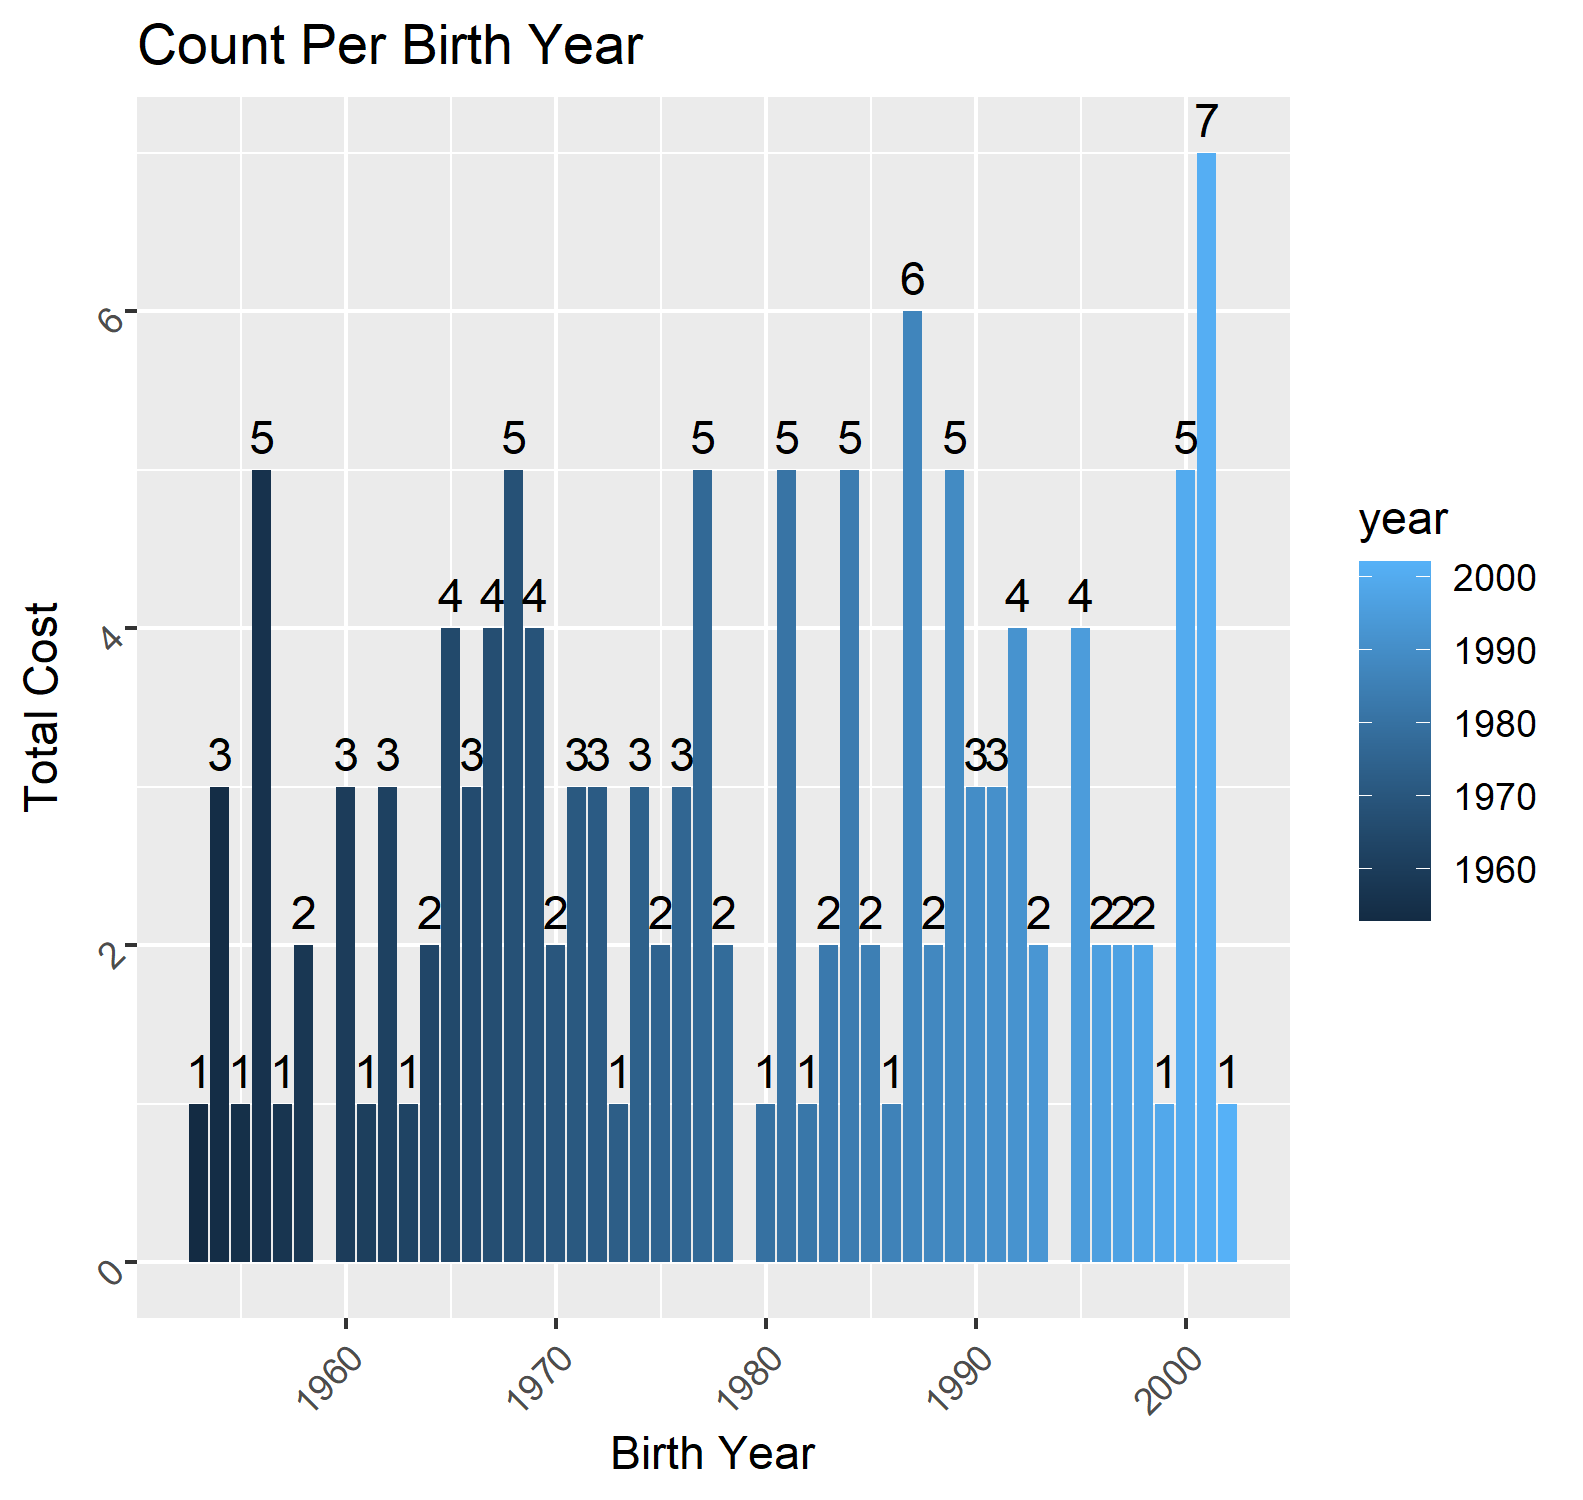 Count Per Birth Year
7
6
5 5 5 5 5 5 5
4 4 4 4 4
3 3 3 3 3 3 3 3 3 3
2 2 2 2 2 2 2 2 2 2 2 2
1 1 1 1 1 1 1 1 1 1 1
Total Cost
6
4
2
0
1960 1970 1980 1990 2000
Birth Year
year
2000
1990
1980
1970
1960